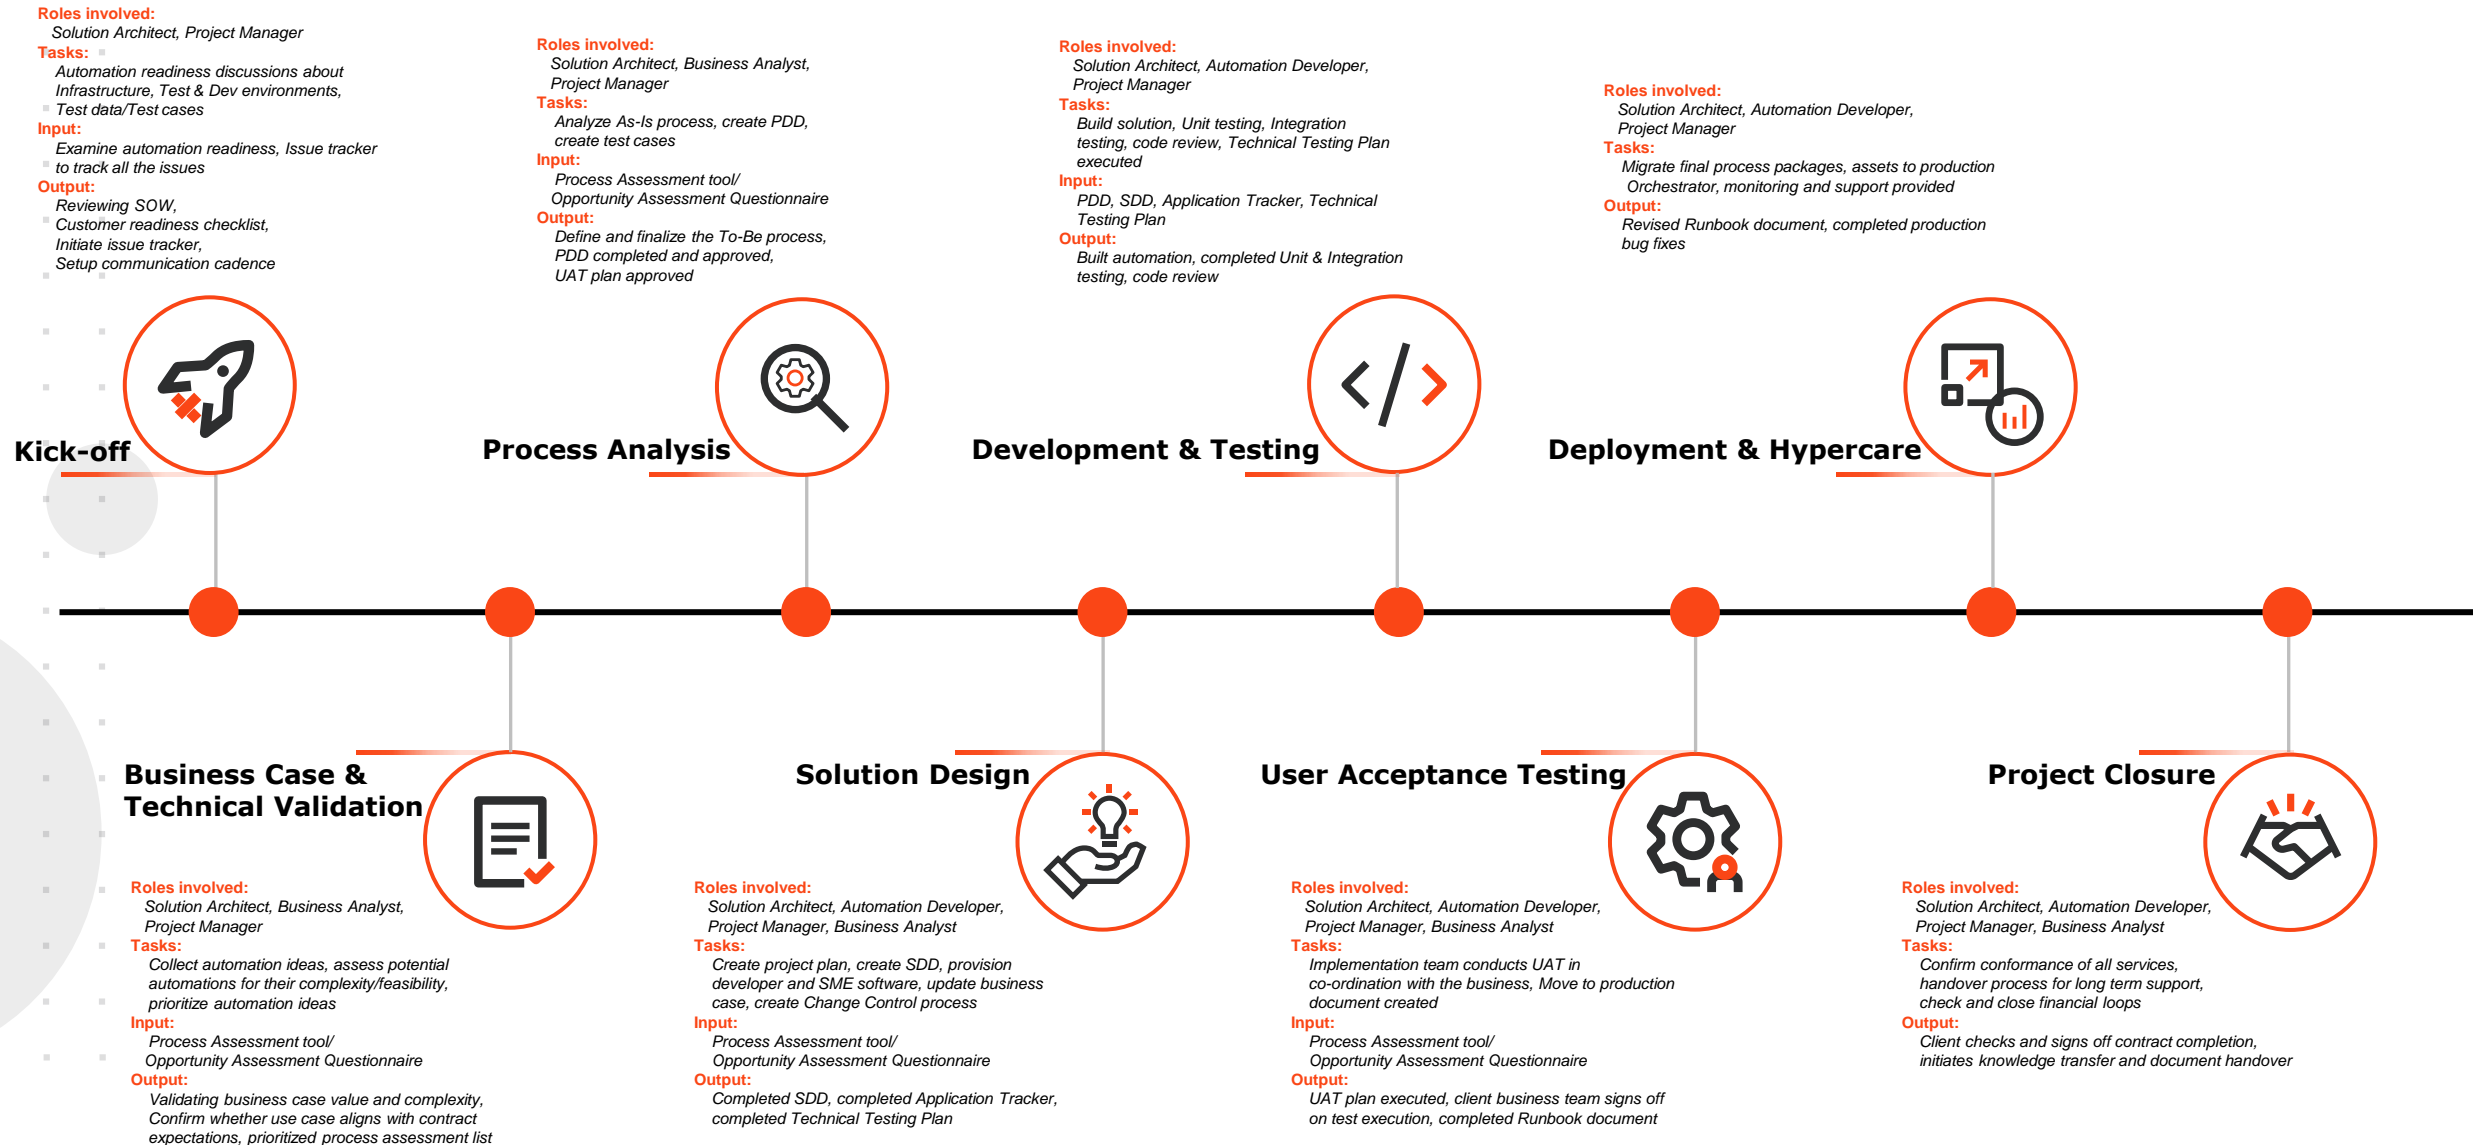 Roles involved:
Solution Architect, Project Manager
Tasks:
Automation readiness discussions about
Infrastructure, Test & Dev environments,
Test data/Test cases
Input:
Examine automation readiness, Issue tracker
to track all the issues
Output:
Reviewing SOW,
Customer readiness checklist,
Initiate issue tracker,
Setup communication cadence
Kick-off
Roles involved:
Solution Architect, Business Analyst,
Project Manager
Tasks:
Analyze As-Is process, create PDD,
create test cases
Input:
Process Assessment tool/
Opportunity Assessment Questionnaire
Output:
Define and finalize the To-Be process,
PDD completed and approved,
UAT plan approved
Process Analysis
Roles involved:
Solution Architect, Automation Developer,
Project Manager
Tasks:
Build solution, Unit testing, Integration
testing, code review, Technical Testing Plan
executed
Input:
PDD, SDD, Application Tracker, Technical
Testing Plan
Output:
Built automation, completed Unit & Integration
testing, code review
Development & Testing
Roles involved:
Solution Architect, Automation Developer,
Project Manager
Tasks:
Migrate final process packages, assets to production
Orchestrator, monitoring and support provided
Output:
Revised Runbook document, completed production
bug fixes
Deployment & Hypercare
Business Case &
Technical Validation
Roles involved:
Solution Architect, Business Analyst,
Project Manager
Tasks:
Collect automation ideas, assess potential
automations for their complexity/feasibility,
prioritize automation ideas
Input:
Process Assessment tool/
Opportunity Assessment Questionnaire
Output:
Validating business case value and complexity,
Confirm whether use case aligns with contract
expectations, prioritized process assessment list
Solution Design
Roles involved:
Solution Architect, Automation Developer,
Project Manager, Business Analyst
Tasks:
Create project plan, create SDD, provision
developer and SME software, update business
case, create Change Control process
Input:
Process Assessment tool/
Opportunity Assessment Questionnaire
Output:
Completed SDD, completed Application Tracker,
completed Technical Testing Plan
User Acceptance Testing
Roles involved:
Solution Architect, Automation Developer,
Project Manager, Business Analyst
Tasks:
Implementation team conducts UAT in
co-ordination with the business, Move to production
document created
Input:
Process Assessment tool/
Opportunity Assessment Questionnaire
Output:
UAT plan executed, client business team signs off
on test execution, completed Runbook document
Project Closure
Roles involved:
Solution Architect, Automation Developer,
Project Manager, Business Analyst
Tasks:
Confirm conformance of all services,
handover process for long term support,
check and close financial loops
Output:
Client checks and signs off contract completion,
initiates knowledge transfer and document handover